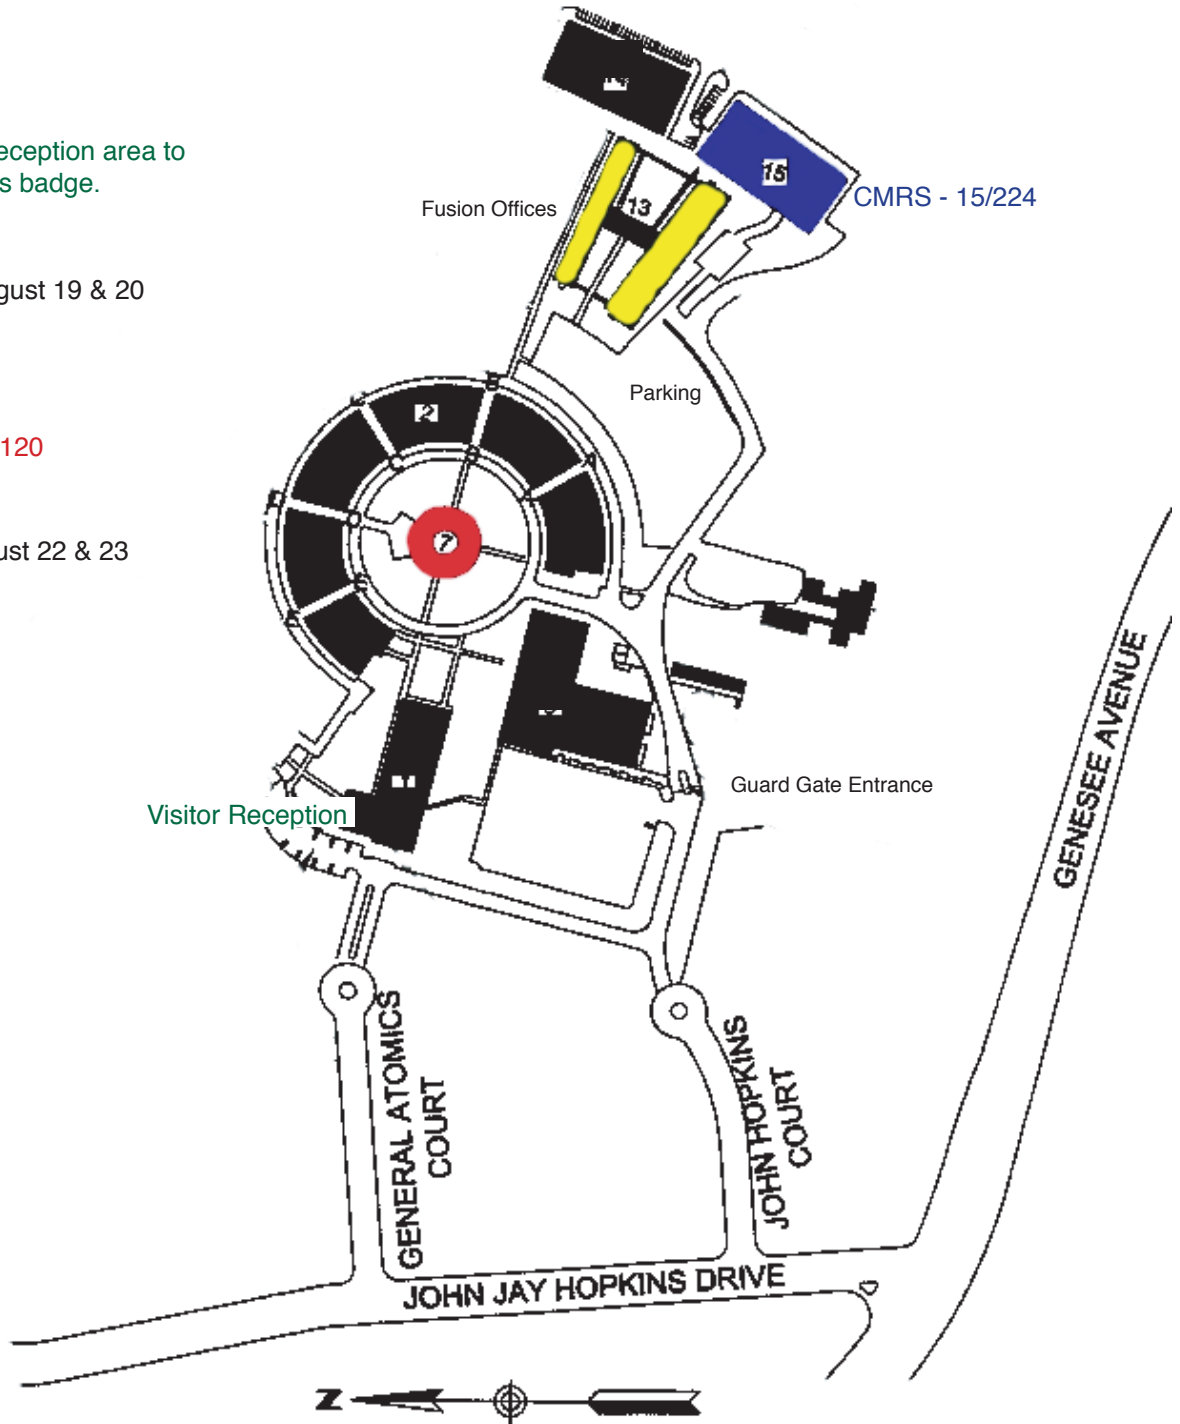 14
eception area to
s badge.
15
CMRS - 15/224
Fusion Offices
13
gust 19 & 20
Parking
2
B
A
C
B
A
120
C
D
D
7
ust 22 & 23
E
E
GENESEE AVENUE
1
Guard Gate Entrance
Visitor Reception
GENERAL ATOMICS
COURT
JOHN HOPKINS
COURT
JOHN JAY HOPKINS DRIVE
N